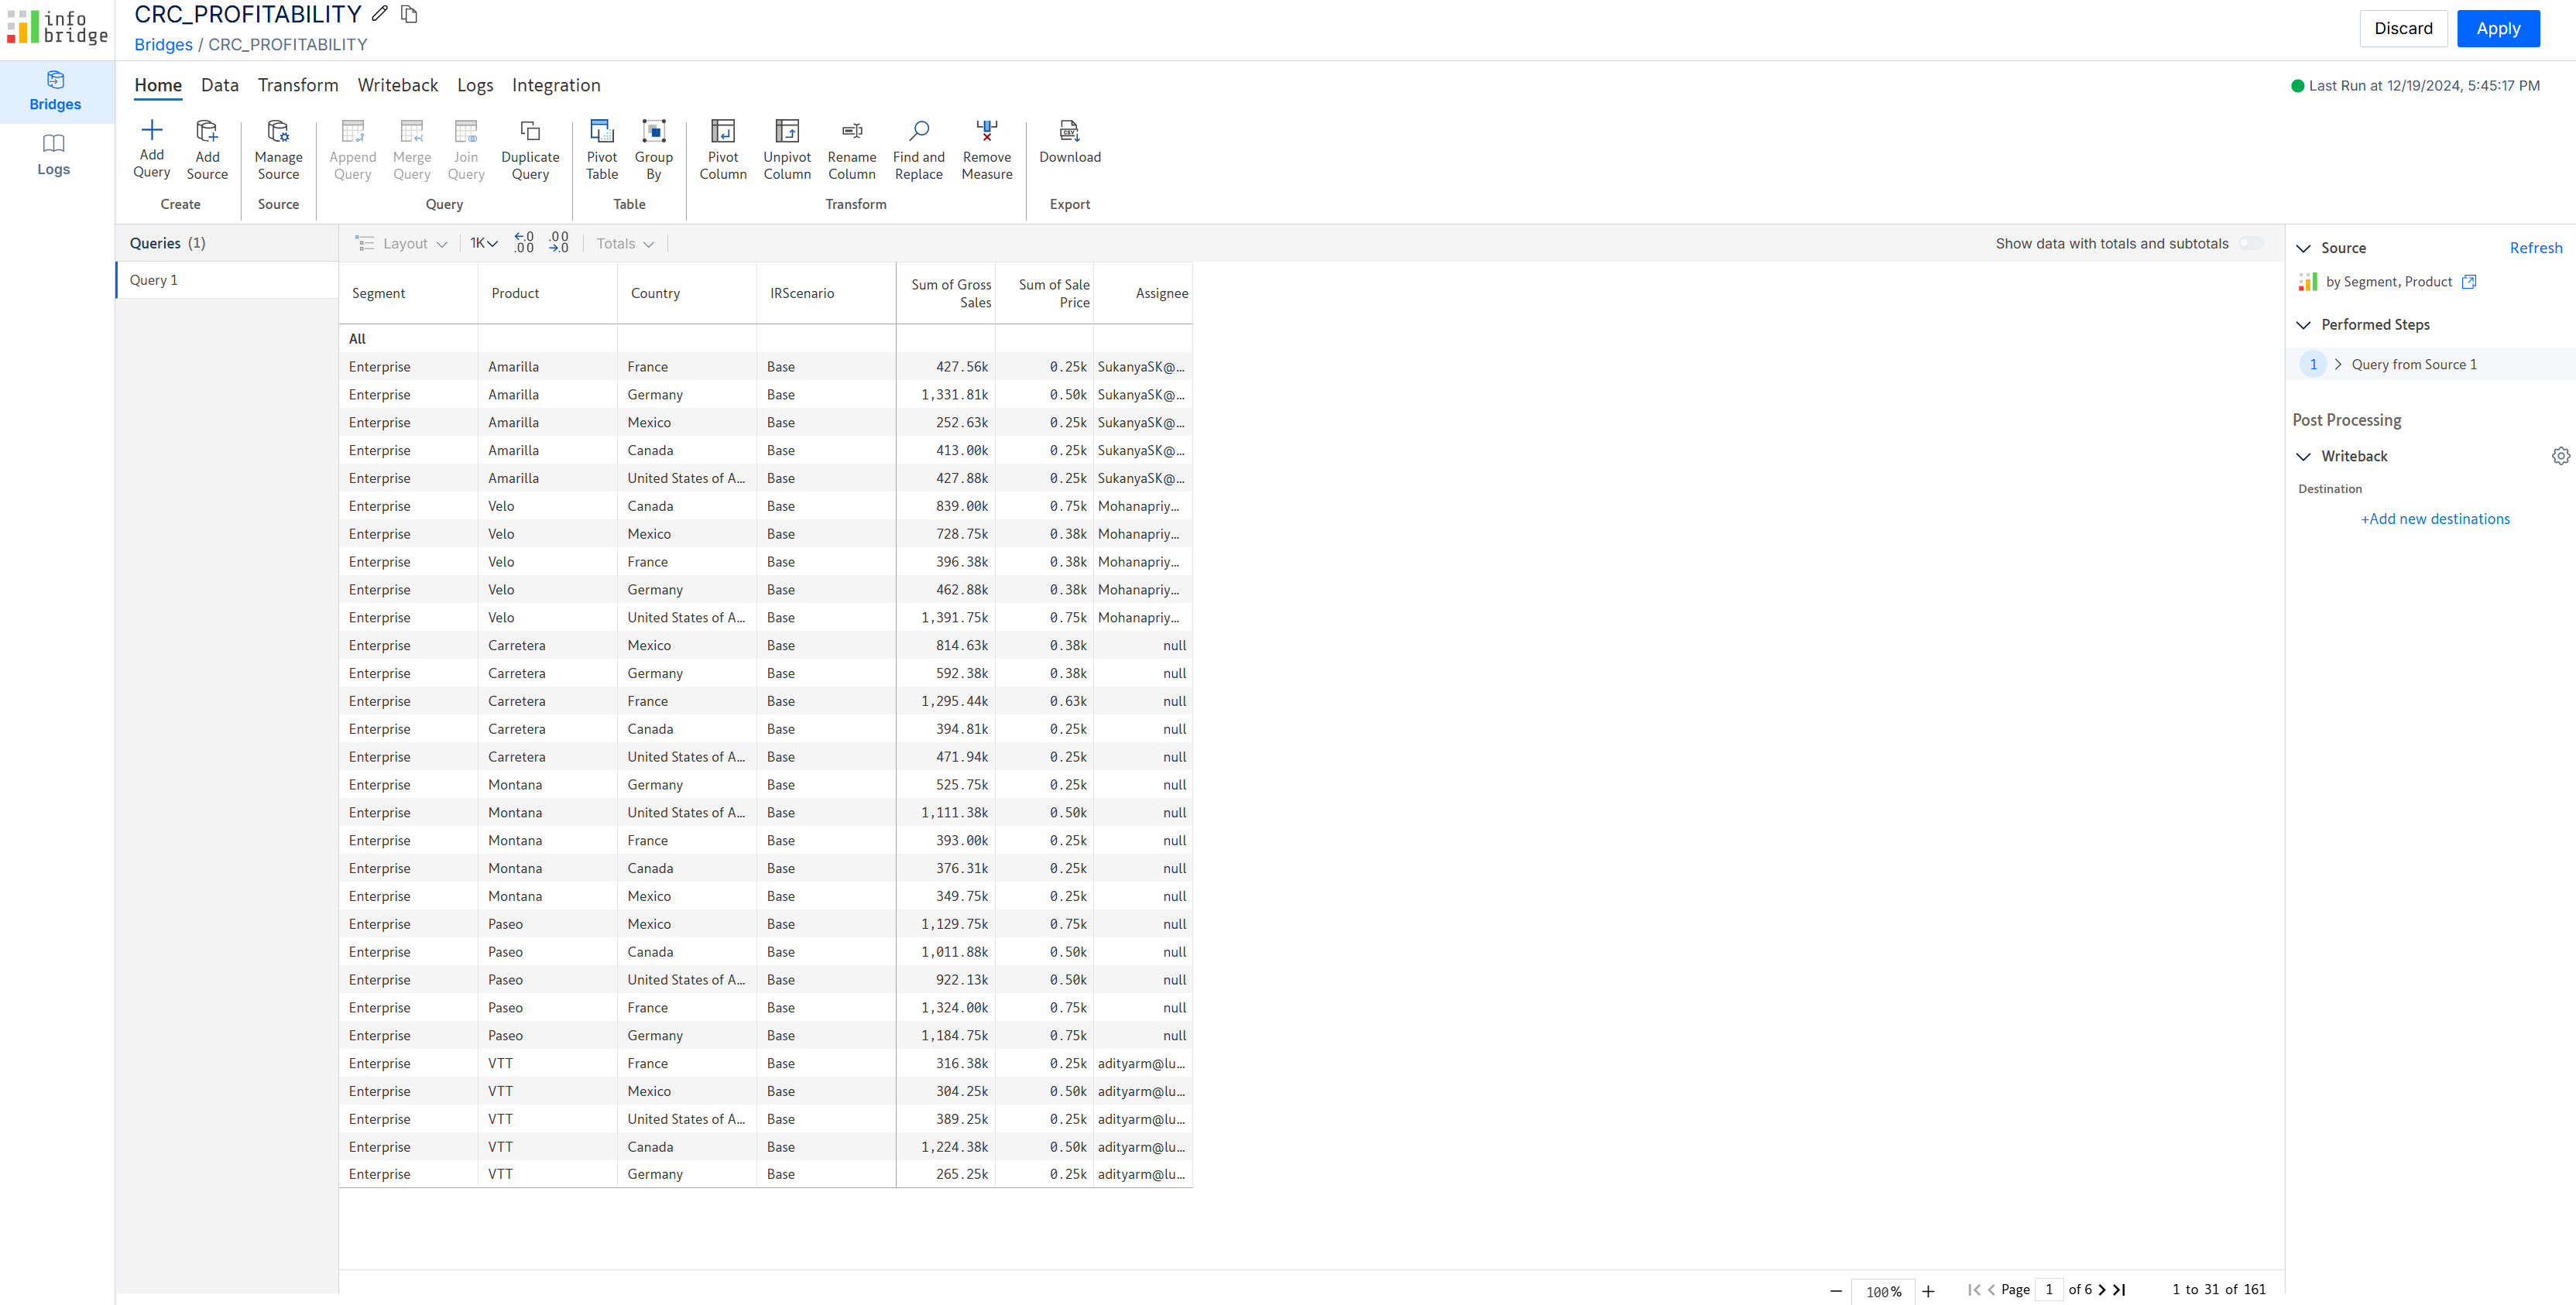 info
bridge
CRC_PROFITABILITY
Bridges / CRC_PROFITABILITY
Discard
Apply
Bridges
Logs
Home Data Transform Writeback Logs Integration
Last Run at 12/19/2024, 5:45:17 PM
Add Query
Add Source
Create
Manage Source
Source
Append Query
Merge Query
Join Query
Duplicate Query
Query
Pivot Table
Group By
Table
Pivot Column
Unpivot Column
Rename Column
Find and Replace
Remove Measure
Transform
CSV
Download
Export
Queries (1)
Query 1
Layout 1K ←.0 .00 .00 →.0 Totals
Show data with totals and subtotals
Segment Product Country IRScenario Sum of Gross Sales Sum of Sale Price Assignee
All
Enterprise Amarilla France Base 427.56k 0.25k SukanyaSK@...
Enterprise Amarilla Germany Base 1,331.81k 0.50k SukanyaSK@...
Enterprise Amarilla Mexico Base 252.63k 0.25k SukanyaSK@...
Enterprise Amarilla Canada Base 413.00k 0.25k SukanyaSK@...
Enterprise Amarilla United States of A... Base 427.88k 0.25k SukanyaSK@...
Enterprise Velo Canada Base 839.00k 0.75k Mohanapriy...
Enterprise Velo Mexico Base 728.75k 0.38k Mohanapriy...
Enterprise Velo France Base 396.38k 0.38k Mohanapriy...
Enterprise Velo Germany Base 462.88k 0.38k Mohanapriy...
Enterprise Velo United States of A... Base 1,391.75k 0.75k Mohanapriy...
Enterprise Carretera Mexico Base 814.63k 0.38k null
Enterprise Carretera Germany Base 592.38k 0.38k null
Enterprise Carretera France Base 1,295.44k 0.63k null
Enterprise Carretera Canada Base 394.81k 0.25k null
Enterprise Carretera United States of A... Base 471.94k 0.25k null
Enterprise Montana Germany Base 525.75k 0.25k null
Enterprise Montana United States of A... Base 1,111.38k 0.50k null
Enterprise Montana France Base 393.00k 0.25k null
Enterprise Montana Canada Base 376.31k 0.25k null
Enterprise Montana Mexico Base 349.75k 0.25k null
Enterprise Paseo Mexico Base 1,129.75k 0.75k null
Enterprise Paseo Canada Base 1,011.88k 0.50k null
Enterprise Paseo United States of A... Base 922.13k 0.50k null
Enterprise Paseo France Base 1,324.00k 0.75k null
Enterprise Paseo Germany Base 1,184.75k 0.75k null
Enterprise VTT France Base 316.38k 0.25k adityarm@lu...
Enterprise VTT Mexico Base 304.25k 0.50k adityarm@lu...
Enterprise VTT United States of A... Base 389.25k 0.25k adityarm@lu...
Enterprise VTT Canada Base 1,224.38k 0.50k adityarm@lu...
Enterprise VTT Germany Base 265.25k 0.25k adityarm@lu...
Source Refresh
by Segment, Product
Performed Steps
1 Query from Source 1
Post Processing
Writeback
Destination
+Add new destinations
100% Page 1 of 6 1 to 31 of 161